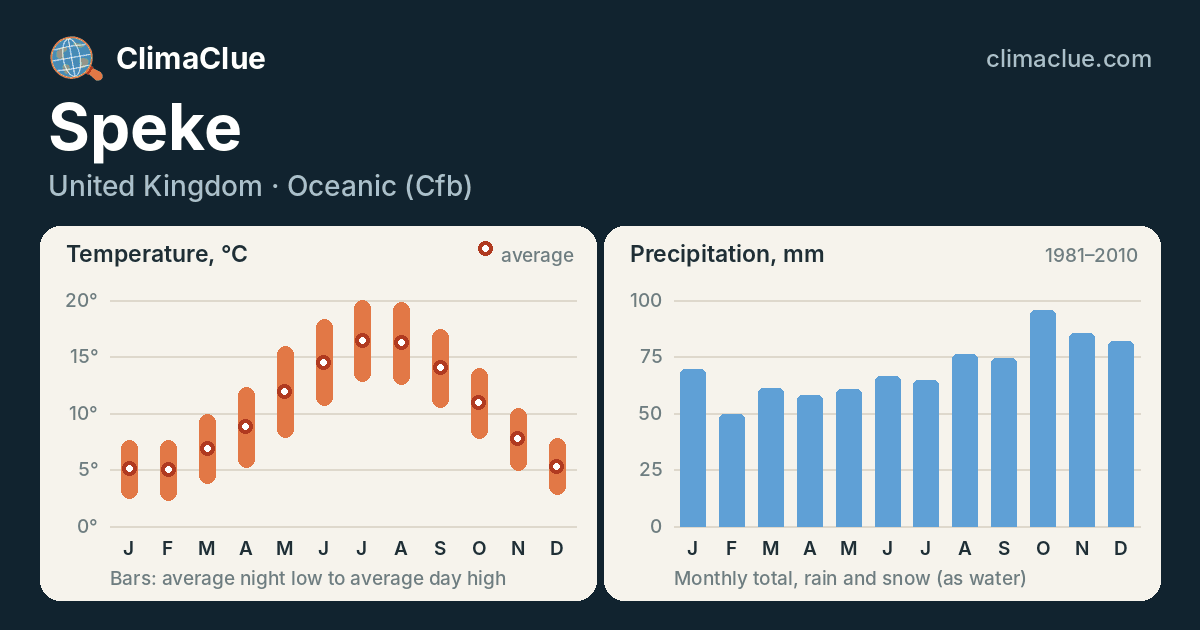 ClimaClue
climaclue.com
Speke
United Kingdom · Oceanic (Cfb)
Temperature, °C
average
20°
15°
10°
5°
0°
J F M A M J J A S O N D
Bars: average night low to average day high
Precipitation, mm
1981–2010
100
75
50
25
0
J F M A M J J A S O N D
Monthly total, rain and snow (as water)